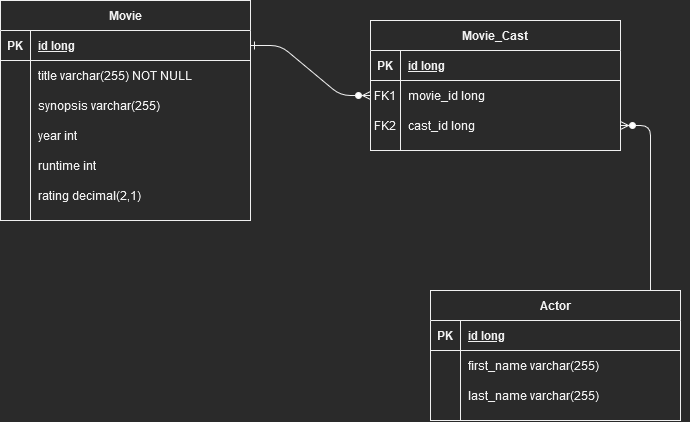 Movie
PK id long
title varchar(255) NOT NULL
synopsis varchar(255)
year int
runtime int
rating decimal(2,1)
Movie_Cast
PK id long
FK1 movie_id long
FK2 cast_id long
Actor
PK id long
first_name varchar(255)
last_name varchar(255)